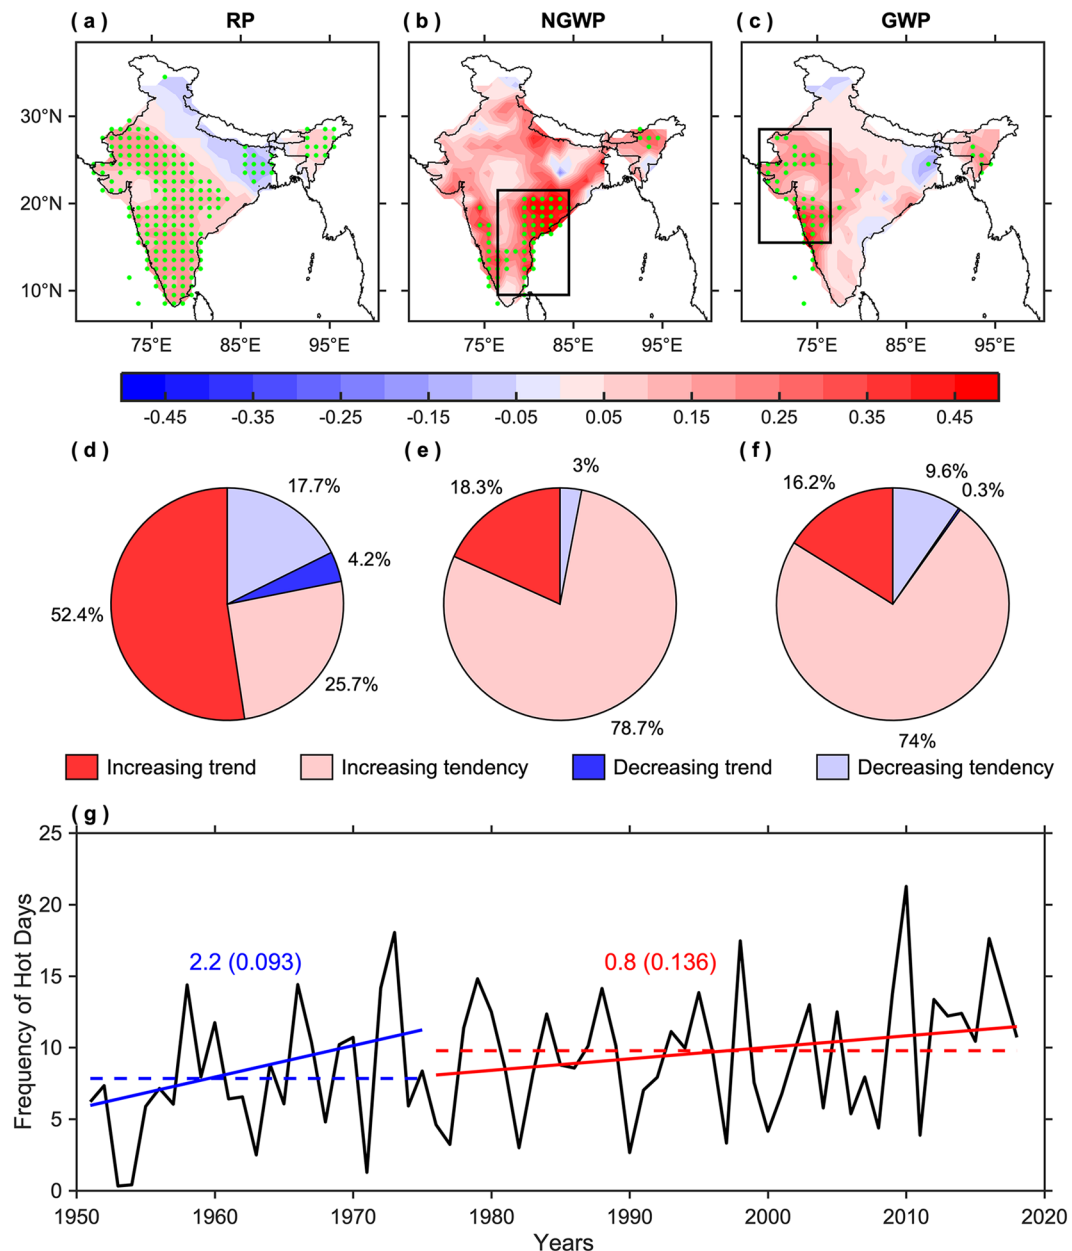 ( a ) RP ( b ) NGWP ( c ) GWP
30°N
20°N
10°N
75°E 85°E 95°E 75°E 85°E 95°E 75°E 85°E 95°E
-0.45 -0.35 -0.25 -0.15 -0.05 0.05 0.15 0.25 0.35 0.45
( d ) ( e ) ( f )
17.7%
4.2%
52.4%
25.7%
3%
18.3%
78.7%
9.6%
0.3%
16.2%
74%
Increasing trend Increasing tendency Decreasing trend Decreasing tendency
( g )
25
20
15
10
5
0
Frequency of Hot Days
2.2 (0.093) 0.8 (0.136)
1950 1960 1970 1980 1990 2000 2010 2020
Years